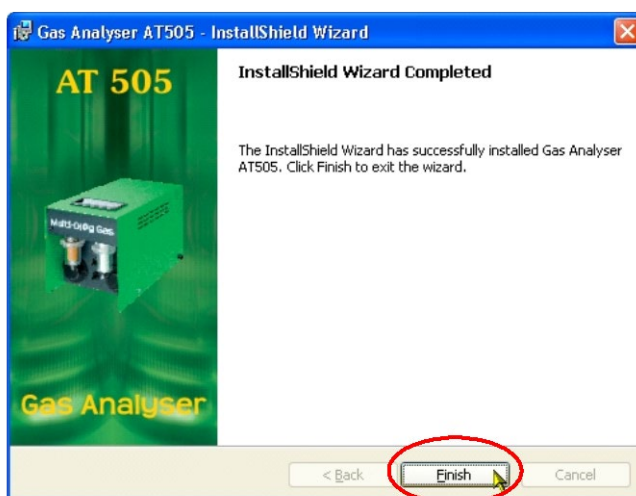 Gas Analyser AT505 - InstallShield Wizard
AT 505
InstallShield Wizard Completed
The InstallShield Wizard has successfully installed Gas Analyser
AT505. Click Finish to exit the wizard.
Gas
Gas Analyser
< Back
Finish
Cancel